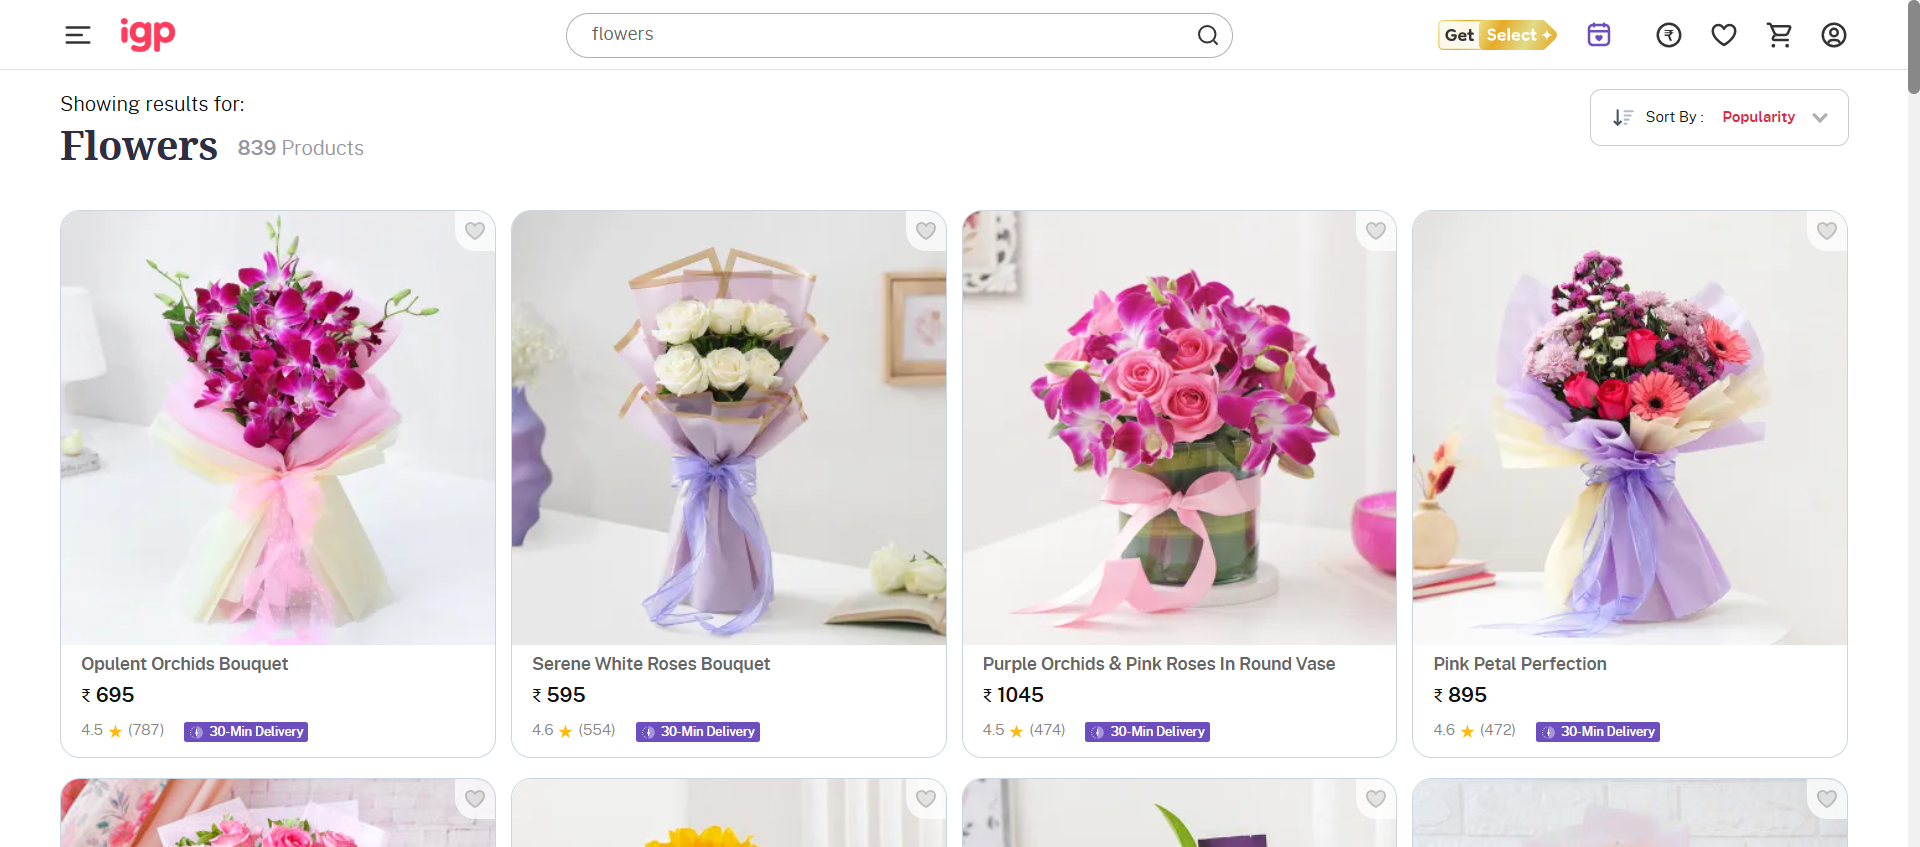 igp
flowers
Get Select
Showing results for:
Flowers 839 Products
Sort By : Popularity
Opulent Orchids Bouquet
₹ 695
4.5 ★ (787) 30-Min Delivery
Serene White Roses Bouquet
₹ 595
4.6 ★ (554) 30-Min Delivery
Purple Orchids & Pink Roses In Round Vase
₹ 1045
4.5 ★ (474) 30-Min Delivery
Pink Petal Perfection
₹ 895
4.6 ★ (472) 30-Min Delivery